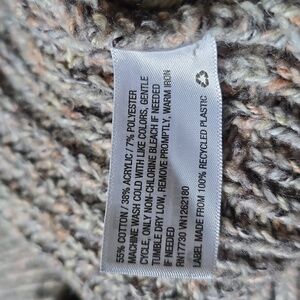 55% COTTON / 38% ACRYLIC / 7% POLYESTER
MACHINE WASH COLD WITH LIKE COLORS, GENTLE
CYCLE, ONLY NON-CHLORINE BLEACH IF NEEDED
TUMBLE DRY LOW, REMOVE PROMPTLY, WARM IRON
IF NEEDED
RN17730 VN1262180
LABEL MADE FROM 100% RECYCLED PLASTIC